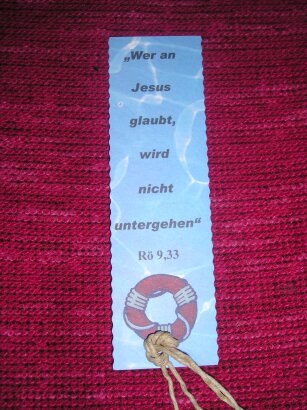 „Wer an
Jesus
glaubt,
wird
nicht
untergehen“
Rö 9,33